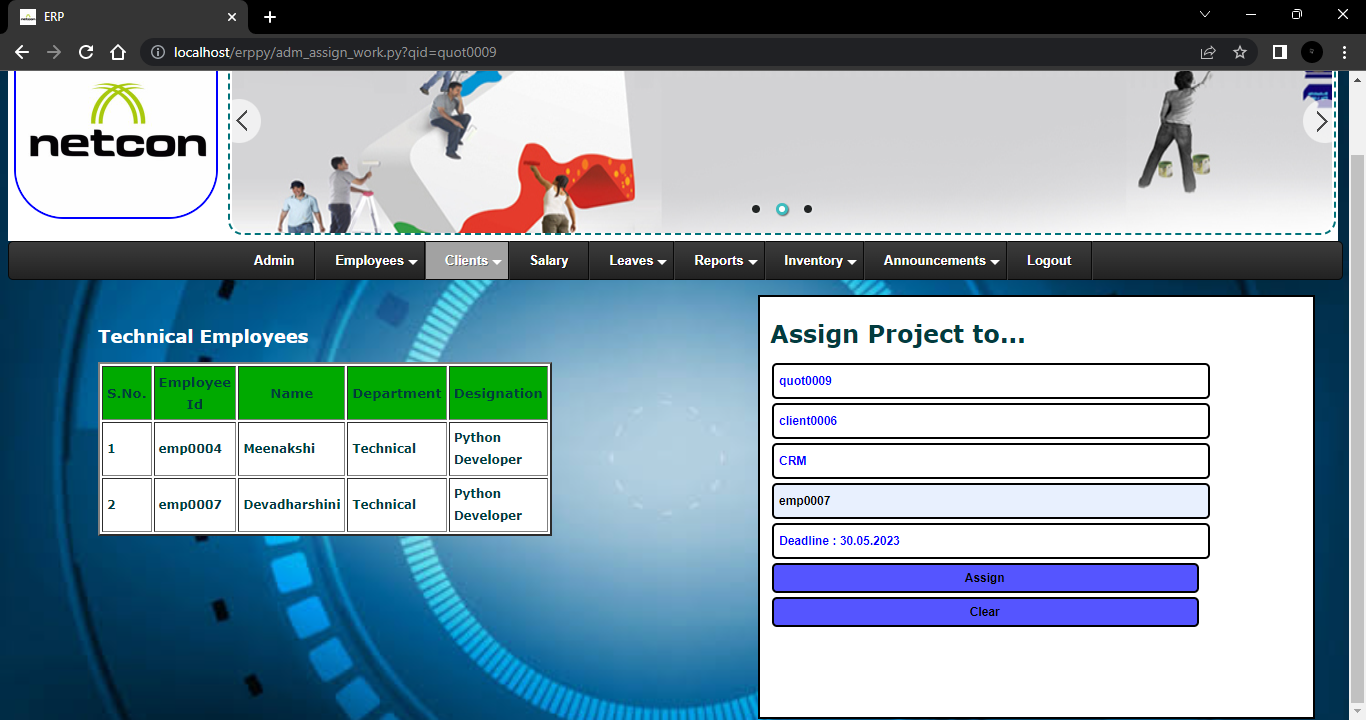 ERP
localhost/erppy/adm_assign_work.py?qid=quot0009
netcon
Admin Employees Clients Salary Leaves Reports Inventory Announcements Logout
Technical Employees
S.No. Employee Id Name Department Designation
1 emp0004 Meenakshi Technical Python Developer
2 emp0007 Devadharshini Technical Python Developer
Assign Project to...
quot0009
client0006
CRM
emp0007
Deadline : 30.05.2023
Assign
Clear